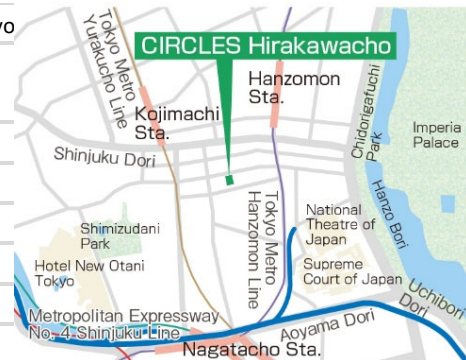 yo
CIRCLES Hirakawacho
Tokyo Metro
Yurakucho Line
Kojimachi
Sta.
Hanzomon
Sta.
Chidorigafuchi
Park
Imperia
Palace
Shinjuku Dori
Hanzo Bori
Tokyo Metro
Hanzomon Line
Shimizudani
Park
National
Theatre of
Japan
Hotel New Otani
Tokyo
Supreme
Court of Japan
Uchibori
Dori
Metropolitan Expressway
No. 4 Shinjuku Line
Aoyama Dori
Nagatacho Sta.